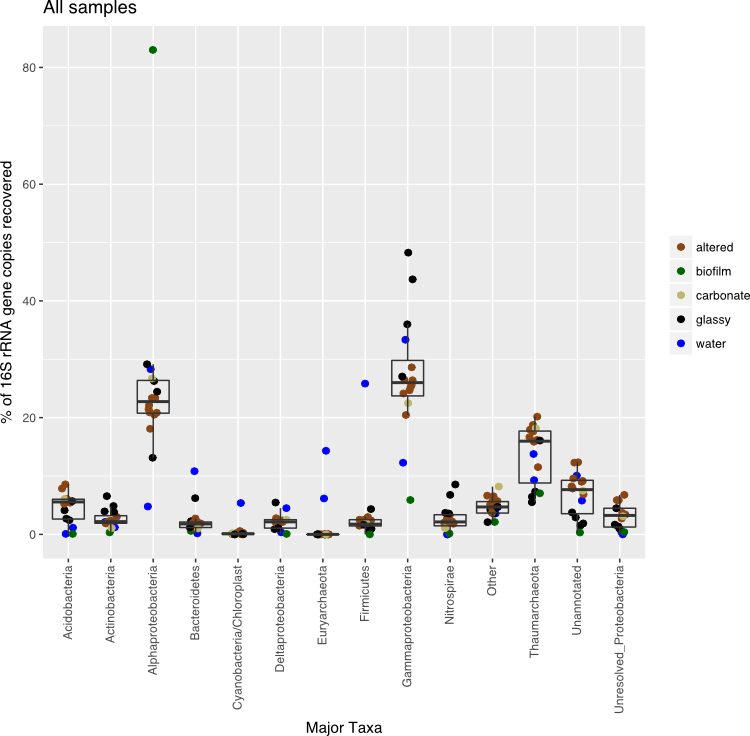 All samples
% of 16S rRNA gene copies recovered
80
60
40
20
0
Acidobacteria
Actinobacteria
Alphaproteobacteria
Bacteroidetes
Cyanobacteria/Chloroplast
Deltaproteobacteria
Euryarchaeota
Firmicutes
Gammaproteobacteria
Nitrospirae
Other
Thaumarchaeota
Unannotated
Unresolved_Proteobacteria
Major Taxa
altered
biofilm
carbonate
glassy
water